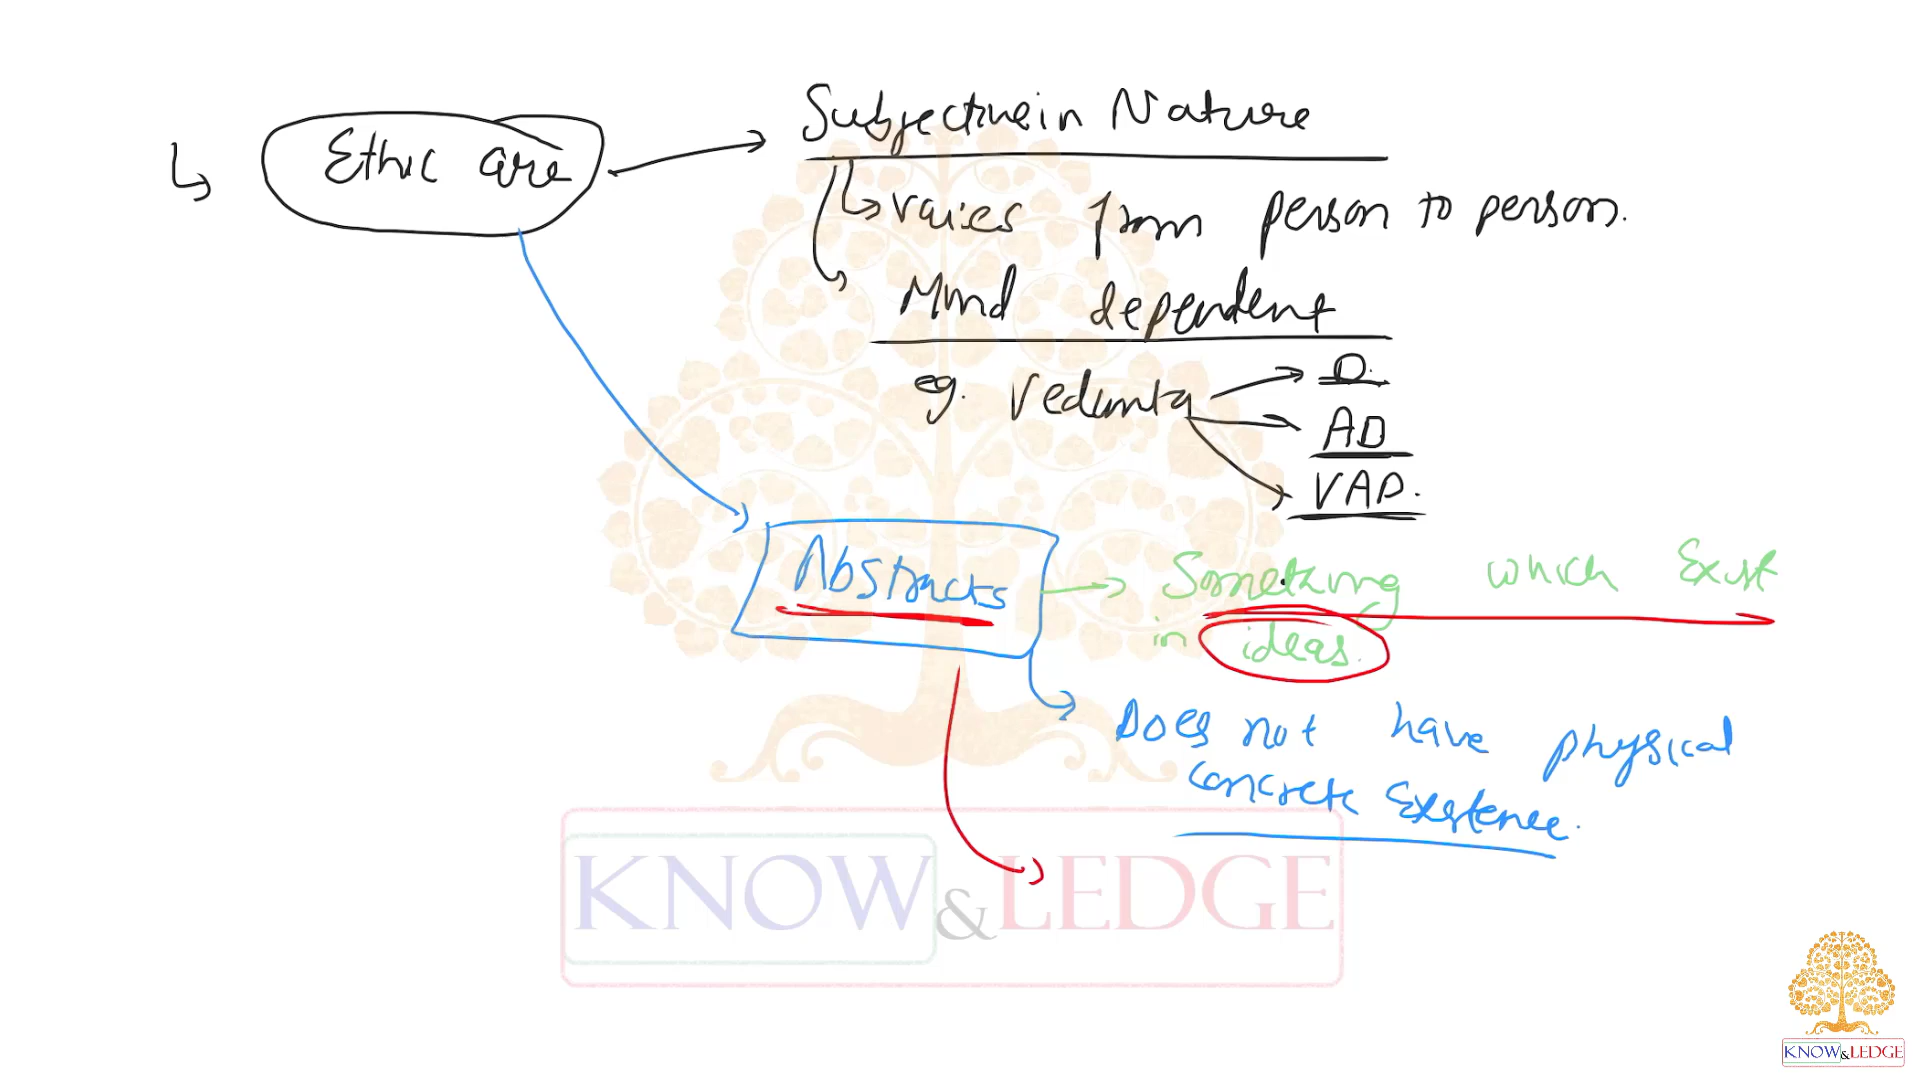 Ethic are
Subjective in Nature
varies from person to person.
Mind dependent
eg. Vedanta
D.
AD
VAD.
Abstracts
Something which Exist
in ideas.
Does not have physical
concrete Existence.
KNOW&LEDGE
KNOW&LEDGE